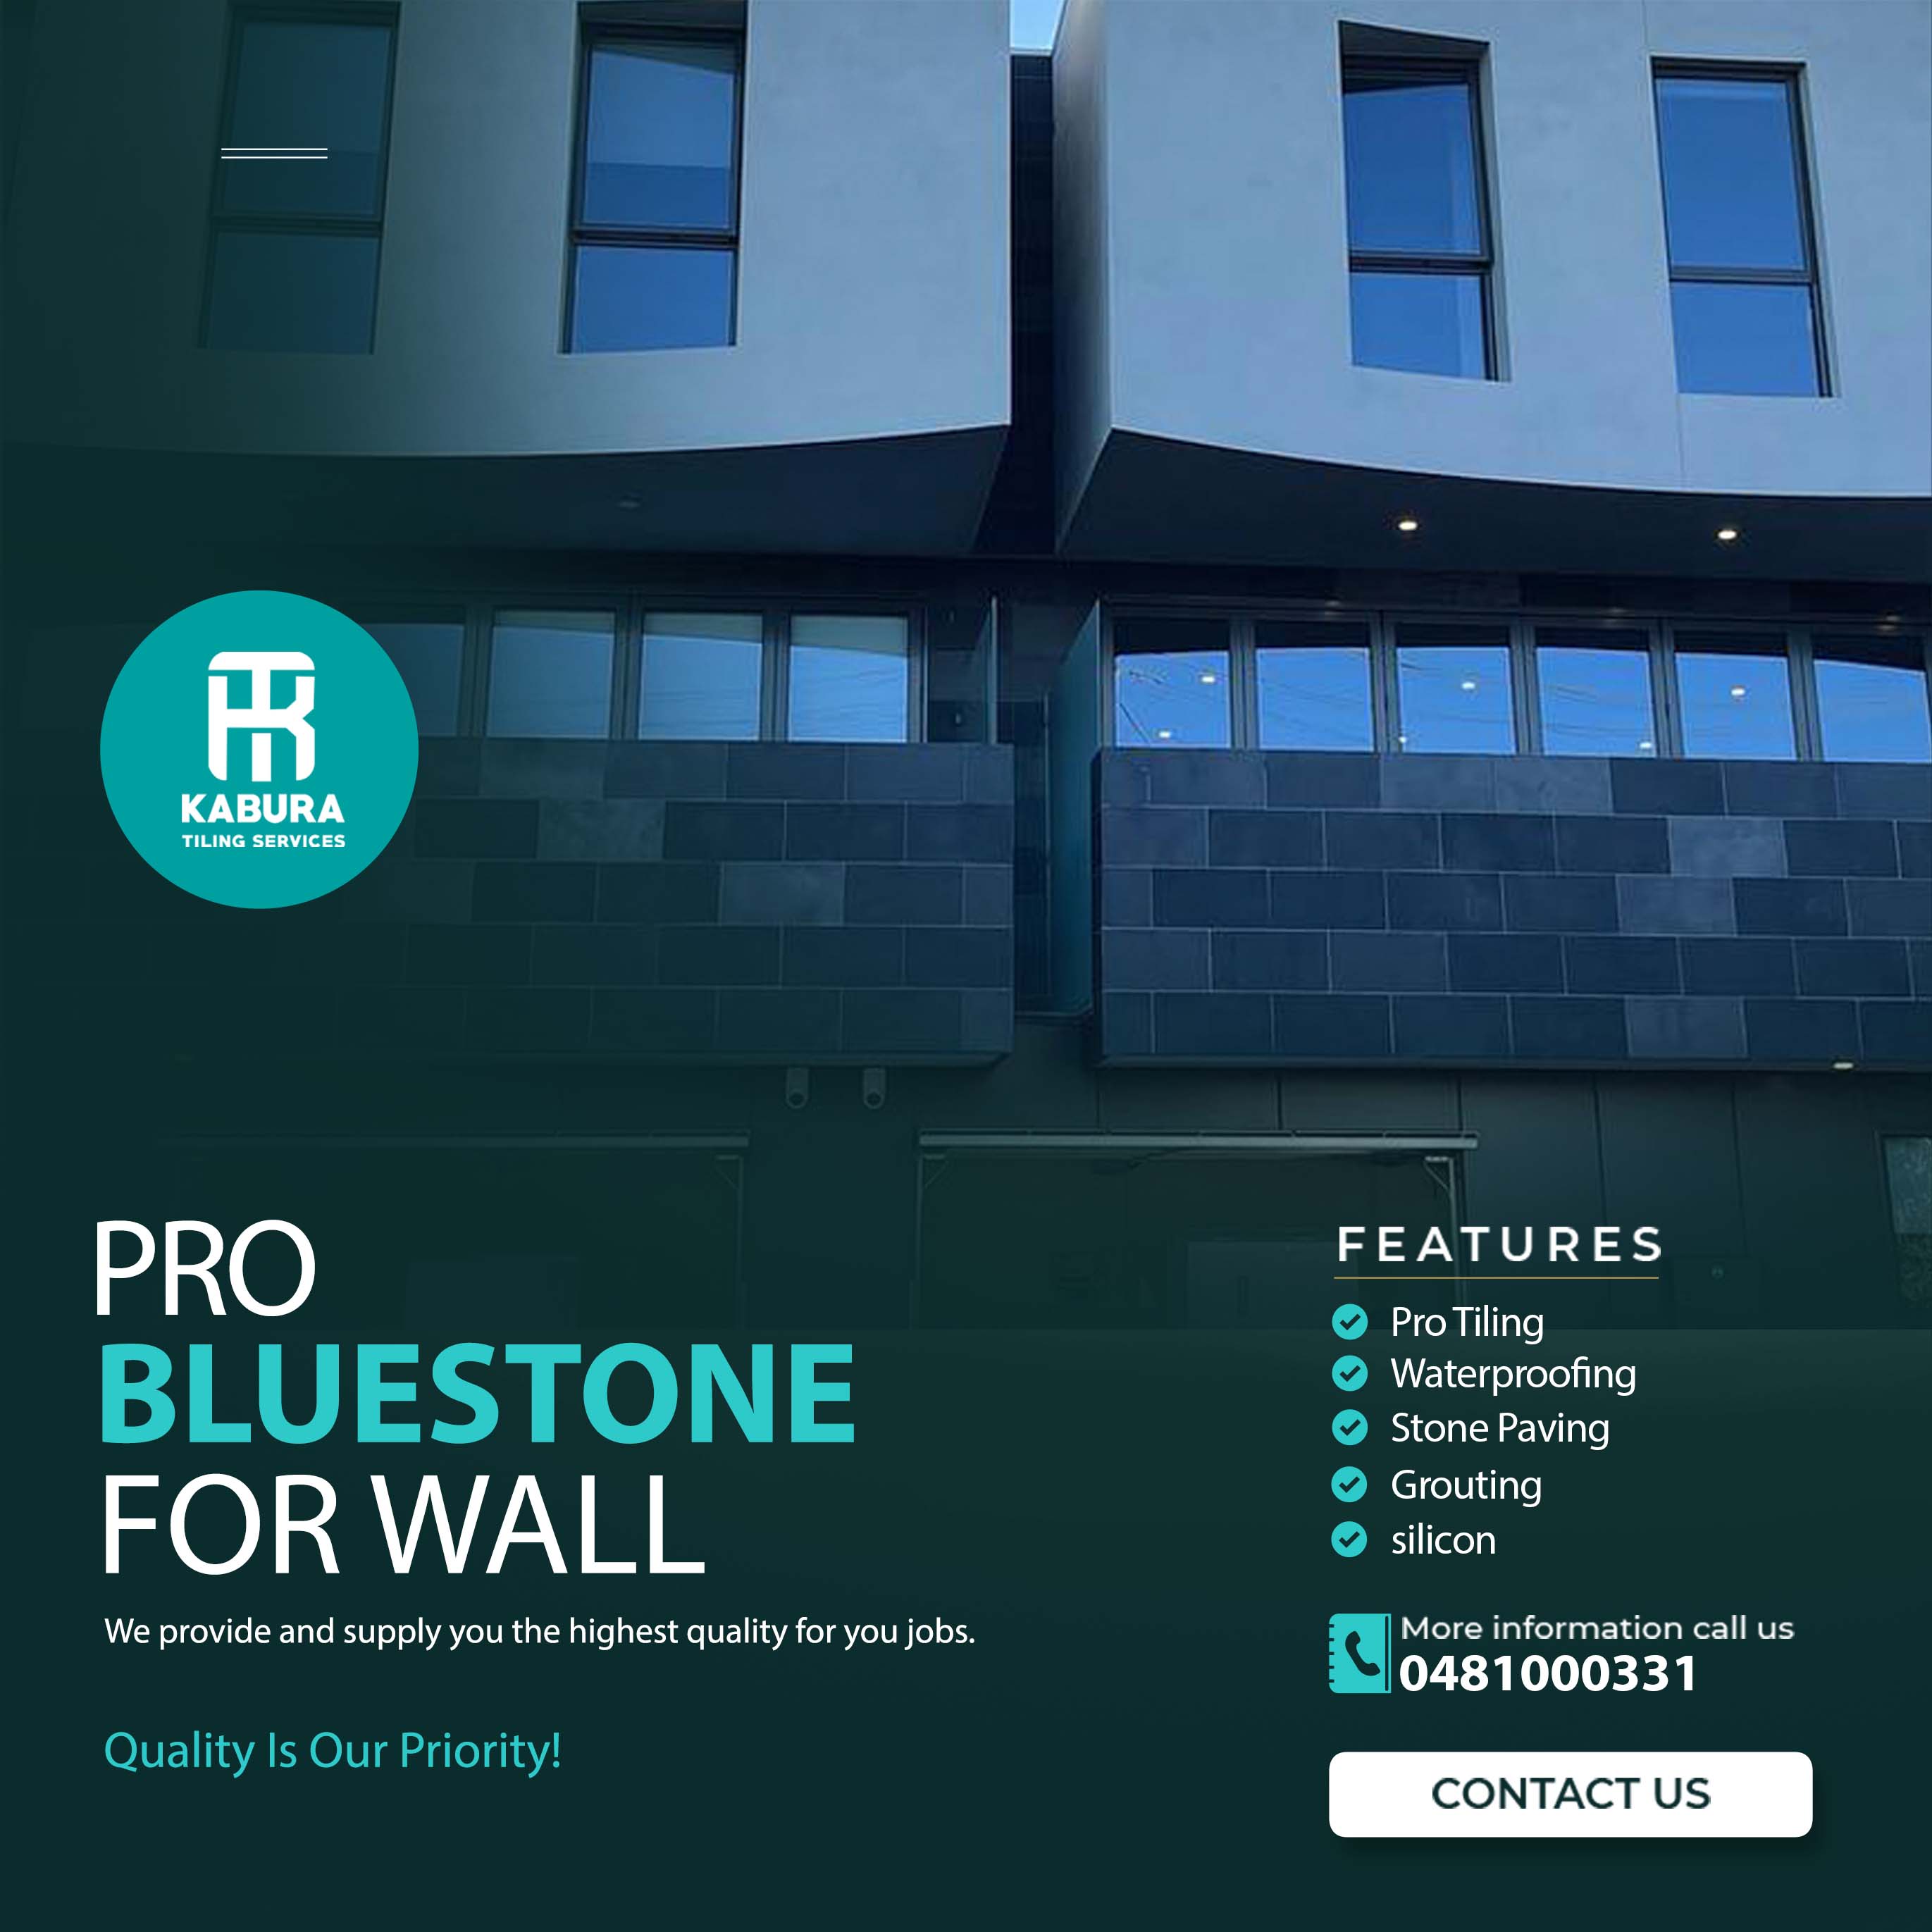 KABURA
TILING SERVICES
PRO
BLUESTONE
FOR WALL
We provide and supply you the highest quality for you jobs.
Quality Is Our Priority!
FEATURES
Pro Tiling
Waterproofing
Stone Paving
Grouting
silicon
More information call us
0481000331
CONTACT US